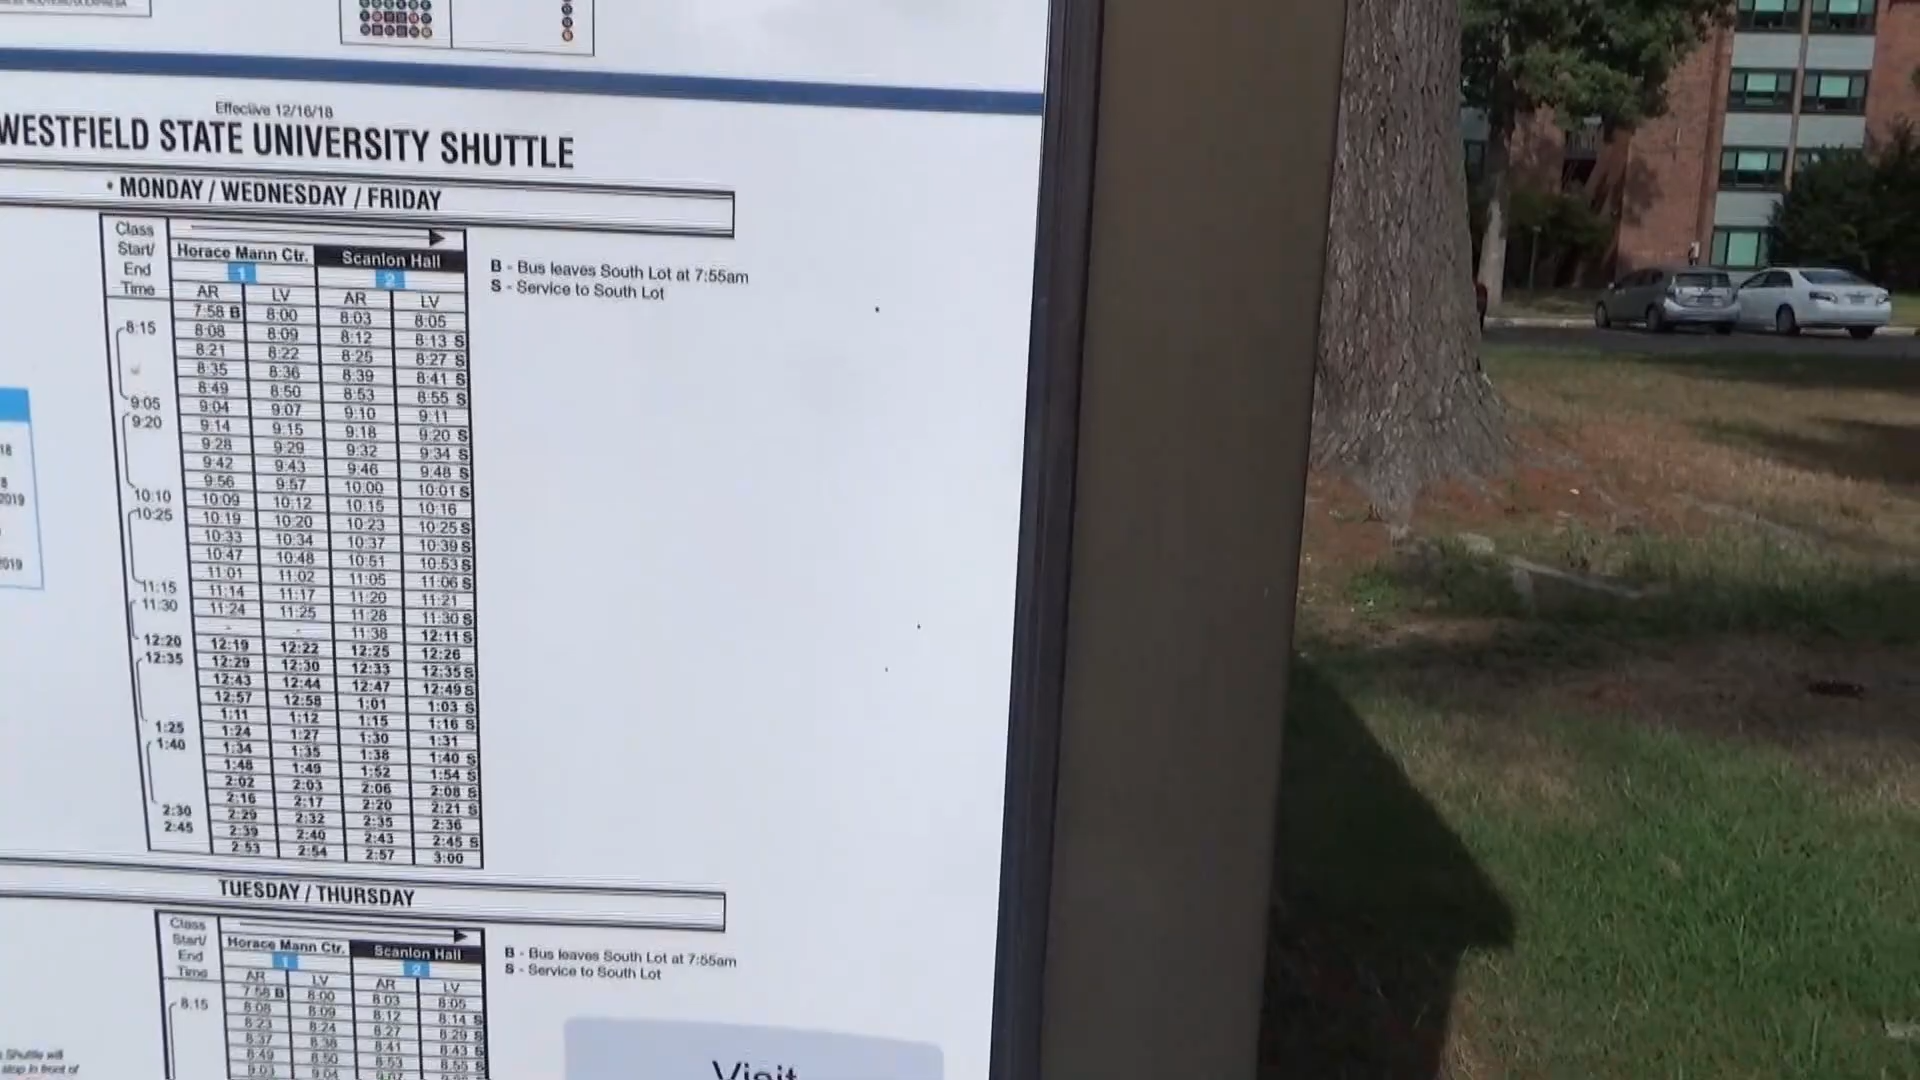 Effective 12/16/18
WESTFIELD STATE UNIVERSITY SHUTTLE
• MONDAY / WEDNESDAY / FRIDAY
Class
Start/
End
Time
Horace Mann Ctr. Scanlon Hall
1 2
AR LV AR LV
B - Bus leaves South Lot at 7:55am
S - Service to South Lot
7:58 B 8:00 8:03 8:05
8:15 8:08 8:09 8:12 8:13 S
8:21 8:22 8:25 8:27 S
8:35 8:36 8:39 8:41 S
8:49 8:50 8:53 8:55 S
9:05 9:04 9:07 9:10 9:11
9:20 9:14 9:15 9:18 9:20 S
9:28 9:29 9:32 9:34 S
9:42 9:43 9:46 9:48 S
9:56 9:57 10:00 10:01 S
10:10 10:09 10:12 10:15 10:16
10:25 10:19 10:20 10:23 10:25 S
10:33 10:34 10:37 10:39 S
10:47 10:48 10:51 10:53 S
11:01 11:02 11:05 11:06 S
11:15 11:14 11:17 11:20 11:21
11:30 11:24 11:25 11:28 11:30 S
- - 11:38 12:11 S
12:20 12:19 12:22 12:25 12:26
12:35 12:29 12:30 12:33 12:35 S
12:43 12:44 12:47 12:49 S
12:57 12:58 1:01 1:03 S
1:11 1:12 1:15 1:16 S
1:25 1:24 1:27 1:30 1:31
1:40 1:34 1:35 1:38 1:40 S
1:48 1:49 1:52 1:54 S
2:02 2:03 2:06 2:08 S
2:16 2:17 2:20 2:21 S
2:30 2:29 2:32 2:35 2:36
2:45 2:39 2:40 2:43 2:45 S
2:53 2:54 2:57 3:00
TUESDAY / THURSDAY
Class
Start/
End
Time
Horace Mann Ctr. Scanlon Hall
1 2
AR LV AR LV
B - Bus leaves South Lot at 7:55am
S - Service to South Lot
7:58 B 8:00 8:03 8:05
8:15 8:08 8:09 8:12 8:14 S
8:23 8:24 8:27 8:29 S
8:37 8:38 8:41 8:43 S
8:49 8:50 8:53 8:55 S
9:03 9:04 9:07
18
8
2019
2019
Shuttle will
stop in front of
Visit